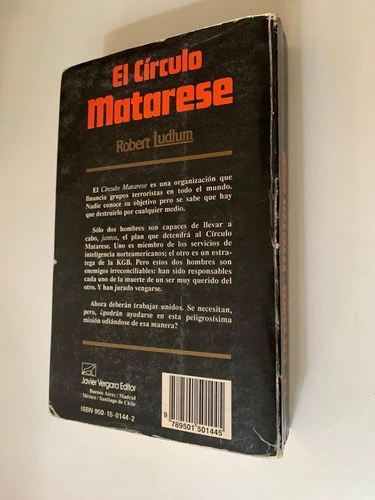 El Círculo
Matarese
Robert Ludlum
El Círculo Matarese es una organización que
financia grupos terroristas en todo el mundo.
Nadie conoce su objetivo pero se sabe que hay
que destruirlo por cualquier medio.
Sólo dos hombres son capaces de llevar a
cabo, juntos, el plan que detendrá al Círculo
Matarese. Uno es miembro de los servicios de
inteligencia norteamericanos; el otro es un estra-
tega de la KGB. Pero estos dos hombres son
enemigos irreconciliables: han sido responsables
cada uno de la muerte de un ser muy querido del
otro. Y han jurado vengarse.
Ahora deberán trabajar unidos. Se necesitan,
pero, ¿podrán ayudarse en esta peligrosísima
misión odiándose de esa manera?
Javier Vergara Editor
Buenos Aires / Madrid
México / Santiago de Chile
ISBN 950-15-0144-2
9 789501 501445